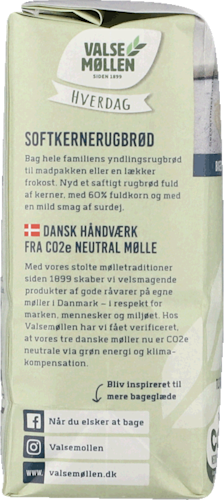 VALSE
MØLLEN
SIDEN 1899
HVERDAG
SOFTKERNERUGBRØD
Bag hele familiens yndlingsrugbrød
til madpakken eller en lækker
frokost. Nyd et saftigt rugbrød fuld
af kerner, med 60% fuldkorn og med
en mild smag af surdej.
DANSK HÅNDVÆRK
FRA CO2e NEUTRAL MØLLE
Med vores stolte mølletraditioner
siden 1899 skaber vi velsmagende
produkter af gode råvarer på egne
møller i Danmark – i respekt for
marken, mennesker og miljøet. Hos
Valsemøllen har vi fået verificeret,
at vores tre danske møller nu er CO2e
neutrale via grøn energi og klima-
kompensation.
Bliv inspireret til
mere bageglæde
Når du elsker at bage
Valsemollen
www.valsemøllen.dk